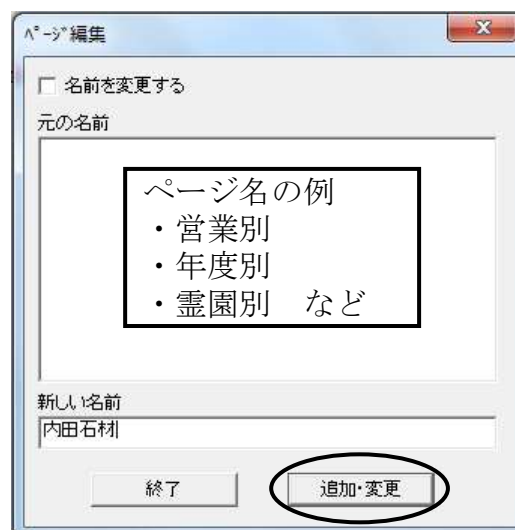 ﾍﾟｰｼﾞ編集
名前を変更する
元の名前
ページ名の例
・営業別
・年度別
・霊園別　など
新しい名前
内田石材
終了
追加・変更